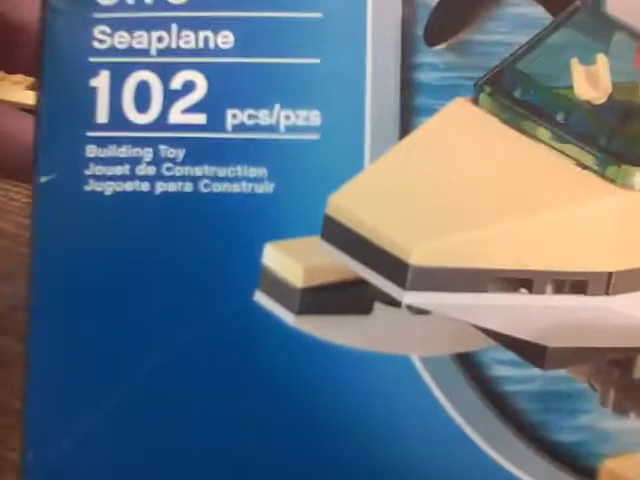 Seaplane
102 pcs/pzs
Building Toy
Jouet de Construction
Juguete para Construir